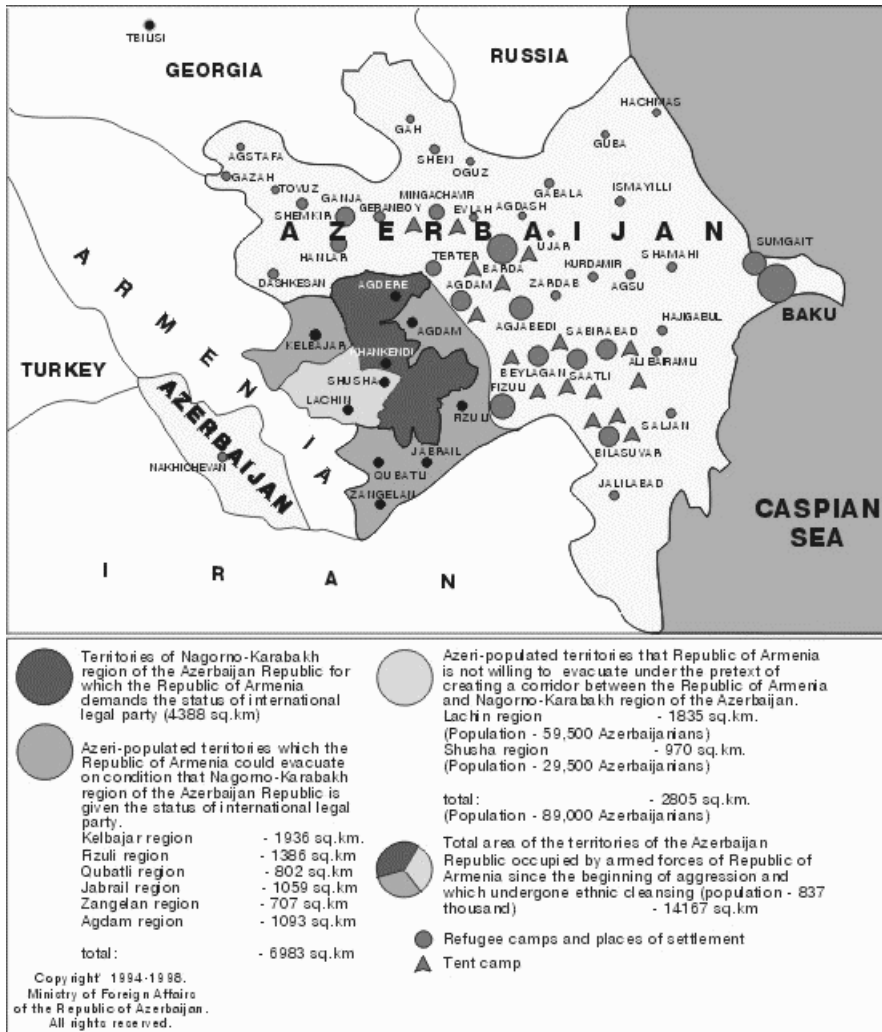 TBILISI
GEORGIA
RUSSIA
HACHMAS
GAH
GUBA
AGSTAFA
SHEKI
OGUZ
GAZAH
TOVUZ
GABALA
ISMAYILLI
GANJA
MINGACHAVIR
SHEMKIR
GERANBOY
EVLAH
AGDASH
AZERBAIJAN
UJAR
HANLAR
TERTER
BARDA
KURDAMIR
SHAMAHI
SUMGAIT
DASHKESAN
AGDERE
AGDAM
ZARDAB
AGSU
ARMENIA
AGDAM
AGJABEDI
HAJIGABUL
BAKU
KELBAJAR
SABIRABAD
TURKEY
KHANKENDI
ALI BAIRAMLI
SHUSHA
BEYLAGAN
SAATLI
LACHIN
FIZULI
AZERBAIJAN
FIZULI
SALJAN
NAKHICHEVAN
JABRAIL
BILASUVAR
QUBATLI
ZANGELAN
JALILABAD
CASPIAN
SEA
IRAN
Territories of Nagorno-Karabakh
region of the Azerbaijan Republic for
which the Republic of Armenia
demands the status of international
legal party (4388 sq.km)
Azeri-populated territories which the
Republic of Armenia could evacuate
on condition that Nagorno-Karabakh
region of the Azerbaijan Republic is
given the status of international legal
party.
Kelbajar region - 1936 sq.km.
Fizuli region - 1386 sq.km
Qubatli region - 802 sq.km
Jabrail region - 1059 sq.km
Zangelan region - 707 sq.km
Agdam region - 1093 sq.km
total: - 6983 sq.km
Copyright' 1994-1998.
Ministry of Foreign Affairs
of the Republic of Azerbaijan.
All rights reserved.
Azeri-populated territories that Republic of Armenia
is not willing to evacuate under the pretext of
creating a corridor between the Republic of Armenia
and Nagorno-Karabakh region of the Azerbaijan.
Lachin region - 1835 sq.km.
(Population - 59,500 Azerbaijanians)
Shusha region - 970 sq.km.
(Population - 29,500 Azerbaijanians)
total: - 2805 sq.km.
(Population - 89,000 Azerbaijanians)
Total area of the territories of the Azerbaijan
Republic occupied by armed forces of Republic of
Armenia since the beginning of aggression and
which undergone ethnic cleansing (population - 837
thousand) - 14167 sq.km
Refugee camps and places of settlement
Tent camp